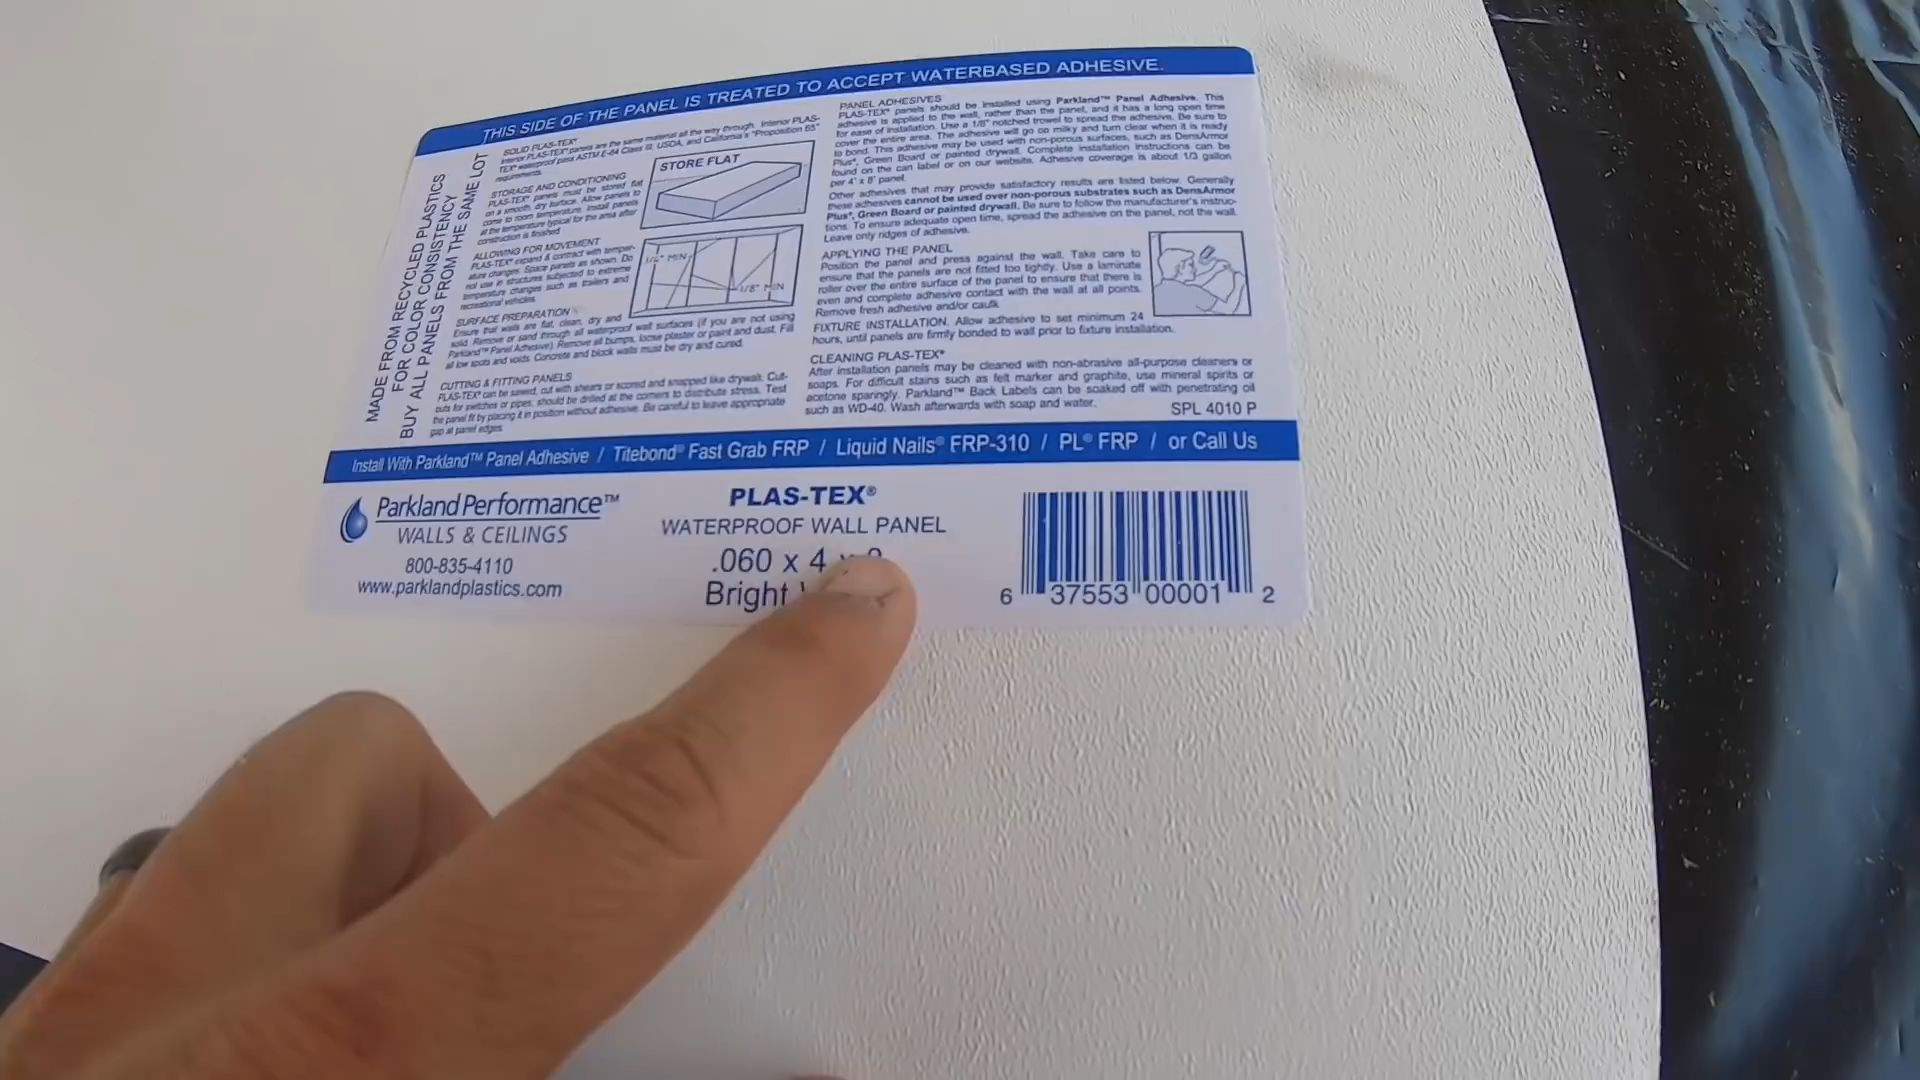 THIS SIDE OF THE PANEL IS TREATED TO ACCEPT WATERBASED ADHESIVE.
MADE FROM RECYCLED PLASTICS
FOR COLOR CONSISTENCY
BUY ALL PANELS FROM THE SAME LOT
SOLID PLAS-TEX®
Interior PLAS-TEX® panels are the same material all the way through. Interior PLAS-
TEX® waterproof pass ASTM E-84 Class III, USDA, and California's "Proposition 65"
requirements.
STORAGE AND CONDITIONING
PLAS-TEX® panels must be stored flat
on a smooth, dry surface. Allow panels to
come to room temperature. Install panels
at the temperature typical for the area after
construction is finished.
STORE FLAT
ALLOWING FOR MOVEMENT
PLAS-TEX® expand & contract with temper-
ature changes. Space panels as shown. Do
not use in structures subjected to extreme
temperature changes such as trailers and
recreational vehicles.
1/4" MIN
1/8" MIN
SURFACE PREPARATION
Ensure that walls are flat, clean, dry and
solid. Remove or sand through all waterproof wall surfaces (if you are not using
Parkland™ Panel Adhesive). Remove all bumps, loose plaster or paint and dust. Fill
all low spots and voids. Concrete and block walls must be dry and cured.
CUTTING & FITTING PANELS
PLAS-TEX® can be sawed, cut with shears or scored and snapped like drywall. Cut-
outs for switches or pipes, should be drilled at the corners to distribute stress. Test
the panel fit by placing it in position without adhesive. Be careful to leave appropriate
gap at panel edges.
PANEL ADHESIVES
PLAS-TEX® panels should be installed using Parkland™ Panel Adhesive. This
adhesive is applied to the wall, rather than the panel, and it has a long open time
for ease of installation. Use a 1/8" notched trowel to spread the adhesive. Be sure to
cover the entire area. The adhesive will go on milky and turn clear when it is ready
to bond. This adhesive may be used with non-porous surfaces, such as DensArmor
Plus®, Green Board or painted drywall. Complete installation instructions can be
found on the can label or on our website. Adhesive coverage is about 1/3 gallon
per 4' x 8' panel.
Other adhesives that may provide satisfactory results are listed below. Generally
these adhesives cannot be used over non-porous substrates such as DensArmor
Plus®, Green Board or painted drywall. Be sure to follow the manufacturer's instruc-
tions. To ensure adequate open time, spread the adhesive on the panel, not the wall.
Leave only ridges of adhesive.
APPLYING THE PANEL
Position the panel and press against the wall. Take care to
ensure that the panels are not fitted too tightly. Use a laminate
roller over the entire surface of the panel to ensure that there is
even and complete adhesive contact with the wall at all points.
Remove fresh adhesive and/or caulk
FIXTURE INSTALLATION. Allow adhesive to set minimum 24
hours, until panels are firmly bonded to wall prior to fixture installation.
CLEANING PLAS-TEX®
After installation panels may be cleaned with non-abrasive all-purpose cleaners or
soaps. For difficult stains such as felt marker and graphite, use mineral spirits or
acetone sparingly. Parkland™ Back Labels can be soaked off with penetrating oil
such as WD-40. Wash afterwards with soap and water.
SPL 4010 P
Install With Parkland™ Panel Adhesive / Titebond® Fast Grab FRP / Liquid Nails® FRP-310 / PL® FRP / or Call Us
Parkland Performance™
WALLS & CEILINGS
800-835-4110
www.parklandplastics.com
PLAS-TEX®
WATERPROOF WALL PANEL
.060 x 4 x
Bright
6 37553 00001 2